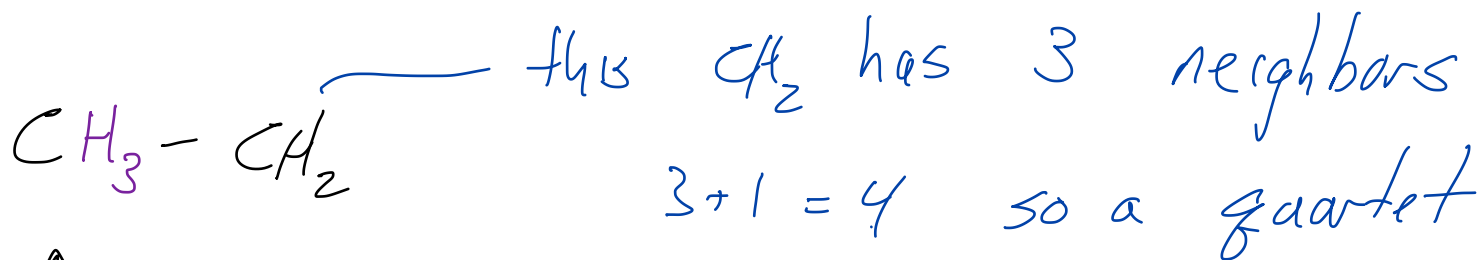 this CH₂ has 3 neighbors
CH₃ - CH₂
3 + 1 = 4 so a quartet